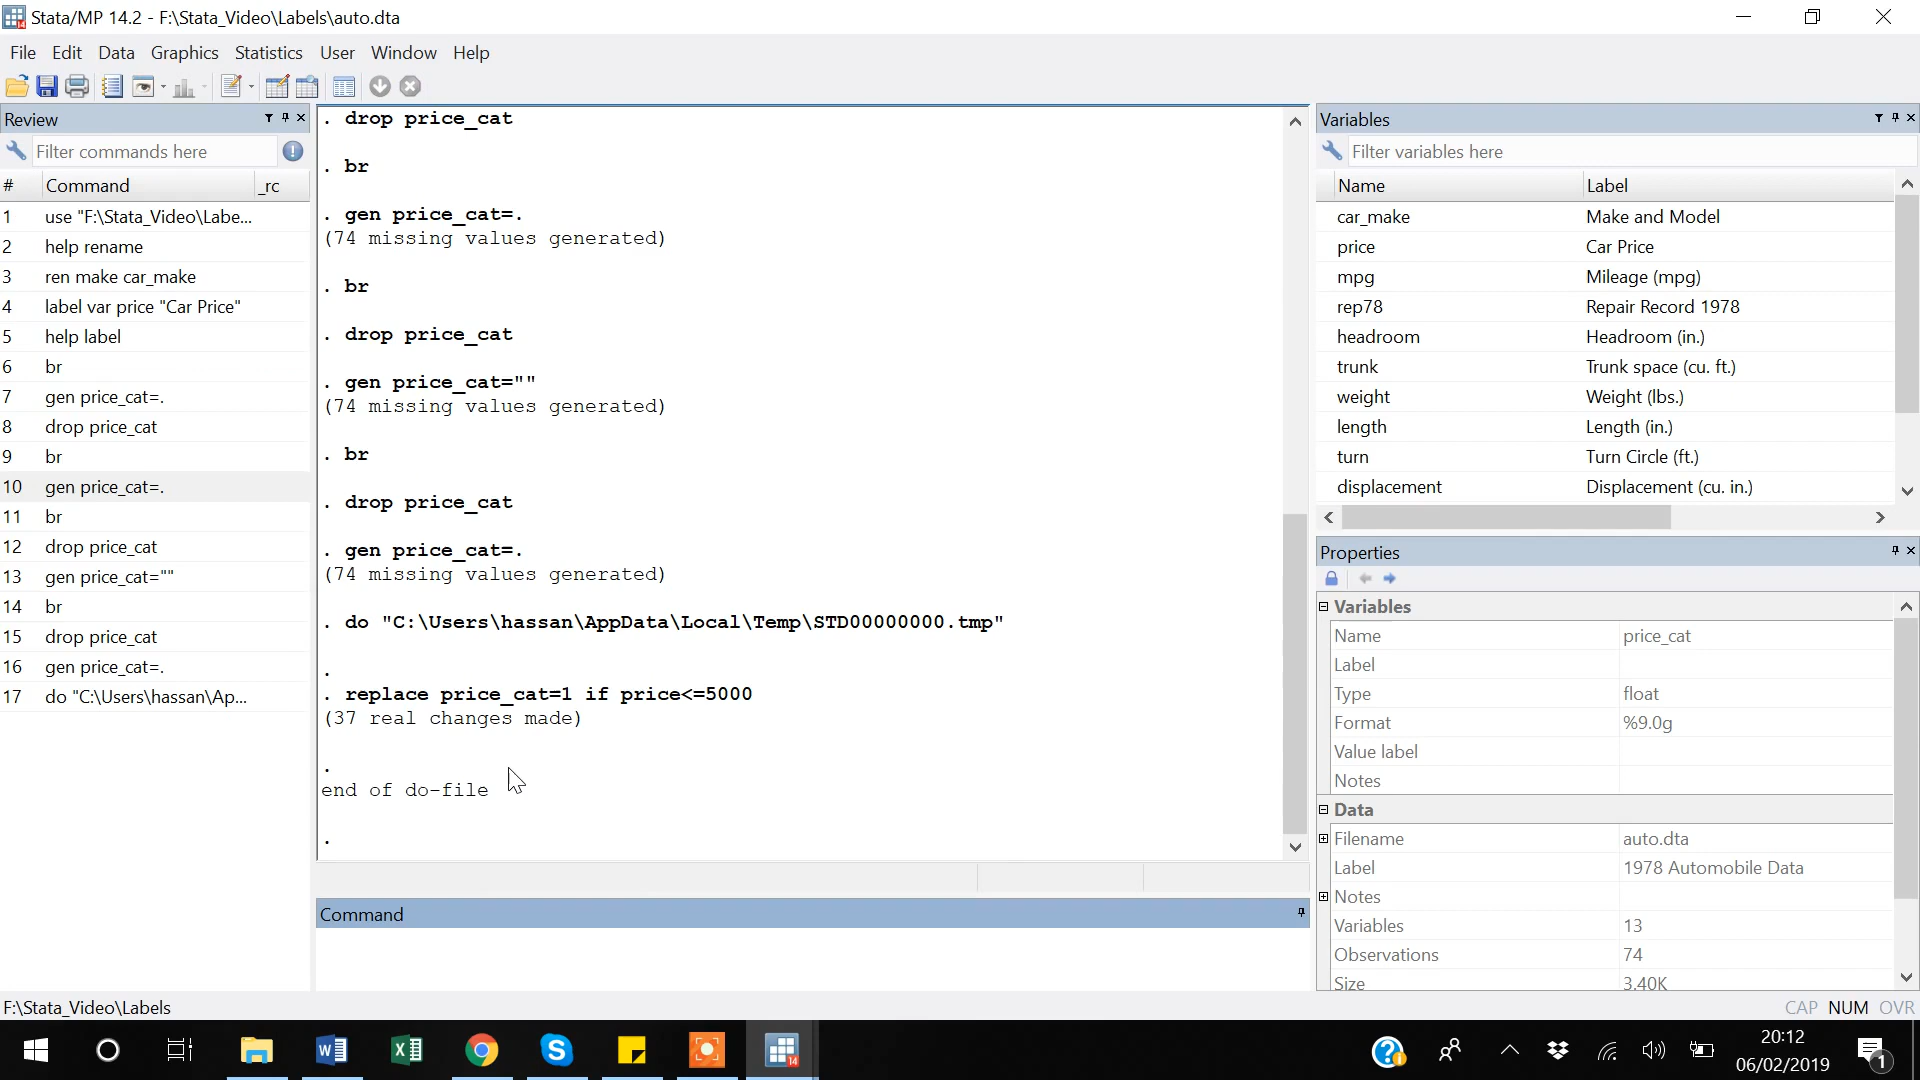 Stata/MP 14.2 - F:\Stata_Video\Labels\auto.dta
File Edit Data Graphics Statistics User Window Help
Review
Filter commands here
# Command _rc
1 use "F:\Stata_Video\Labe...
2 help rename
3 ren make car_make
4 label var price "Car Price"
5 help label
6 br
7 gen price_cat=.
8 drop price_cat
9 br
10 gen price_cat=.
11 br
12 drop price_cat
13 gen price_cat=""
14 br
15 drop price_cat
16 gen price_cat=.
17 do "C:\Users\hassan\Ap...
. drop price_cat
. br
. gen price_cat=.
(74 missing values generated)
. br
. drop price_cat
. gen price_cat=""
(74 missing values generated)
. br
. drop price_cat
. gen price_cat=.
(74 missing values generated)
. do "C:\Users\hassan\AppData\Local\Temp\STD00000000.tmp"
.
. replace price_cat=1 if price<=5000
(37 real changes made)
.
end of do-file
.
Command
Variables
Filter variables here
Name Label
car_make Make and Model
price Car Price
mpg Mileage (mpg)
rep78 Repair Record 1978
headroom Headroom (in.)
trunk Trunk space (cu. ft.)
weight Weight (lbs.)
length Length (in.)
turn Turn Circle (ft.)
displacement Displacement (cu. in.)
Properties
Variables
Name price_cat
Label
Type float
Format %9.0g
Value label
Notes
Data
Filename auto.dta
Label 1978 Automobile Data
Notes
Variables 13
Observations 74
Size 3.40K
F:\Stata_Video\Labels
CAP NUM OVR
14
20:12
06/02/2019
1